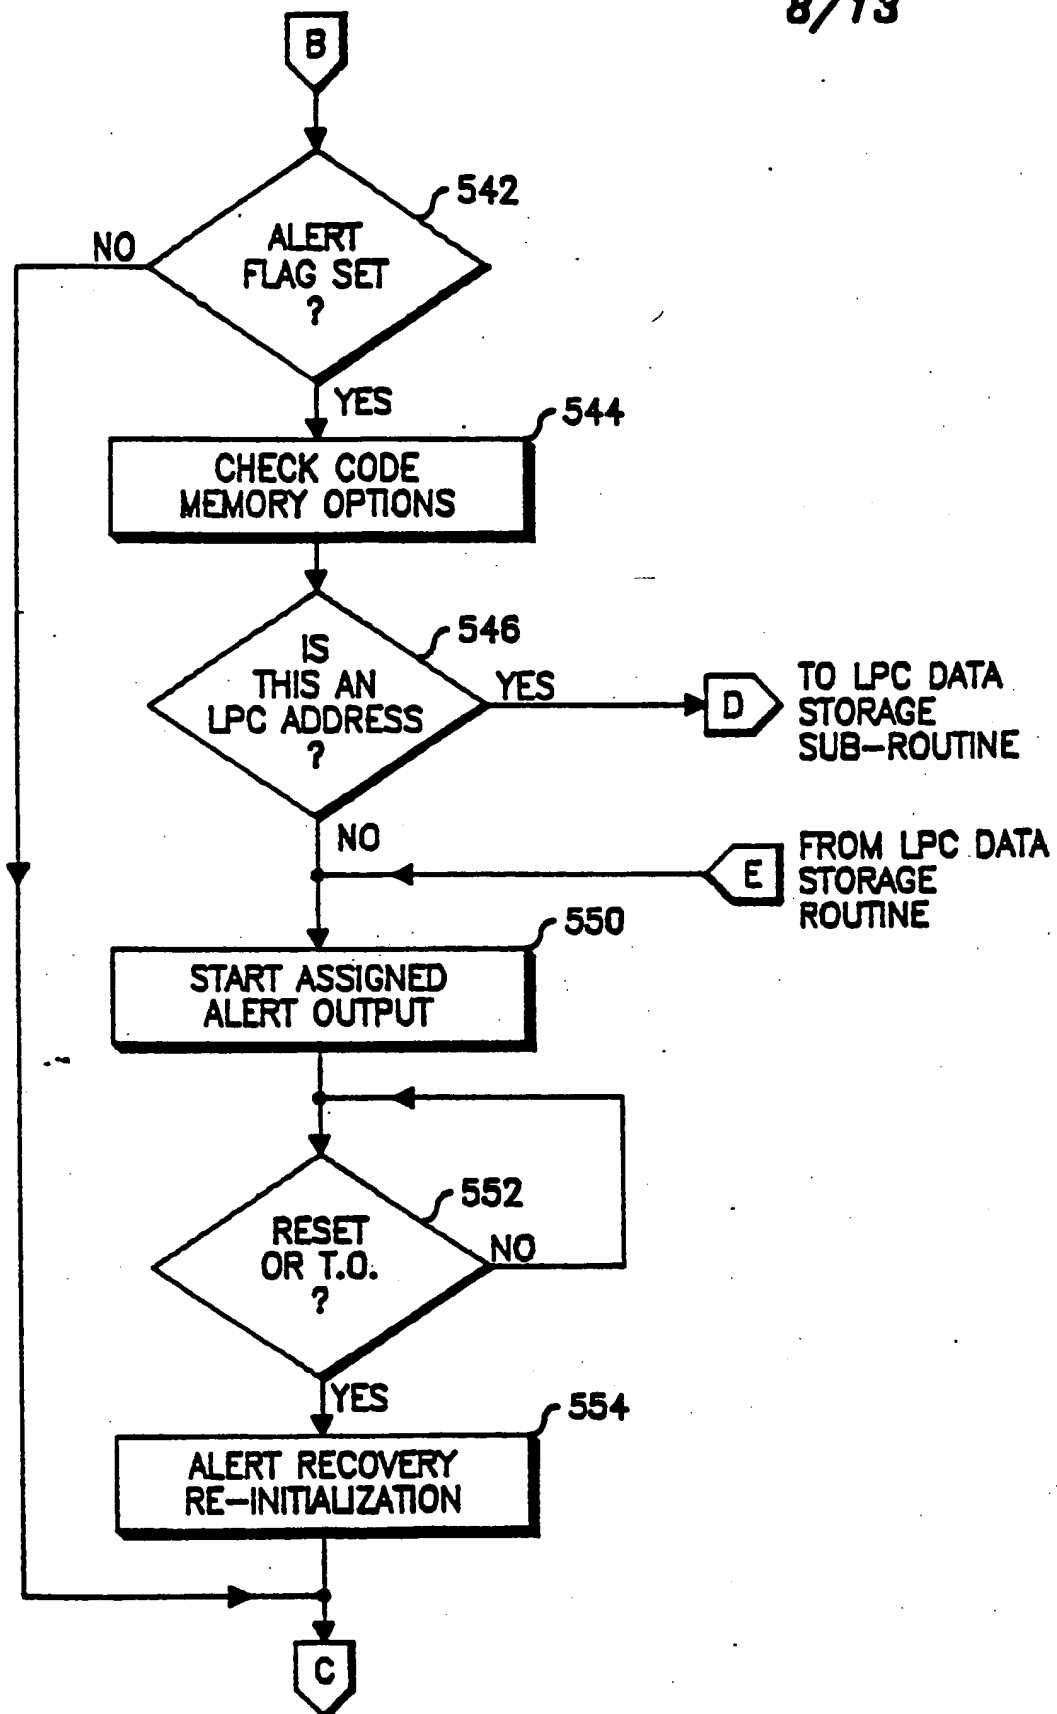 8/13
B
542
NO
ALERT
FLAG SET
?
YES
544
CHECK CODE
MEMORY OPTIONS
546
IS
THIS AN
LPC ADDRESS
?
YES
D
TO LPC DATA
STORAGE
SUB-ROUTINE
NO
E
FROM LPC DATA
STORAGE
ROUTINE
550
START ASSIGNED
ALERT OUTPUT
552
RESET
OR T.O.
?
NO
YES
554
ALERT RECOVERY
RE-INITIALIZATION
C